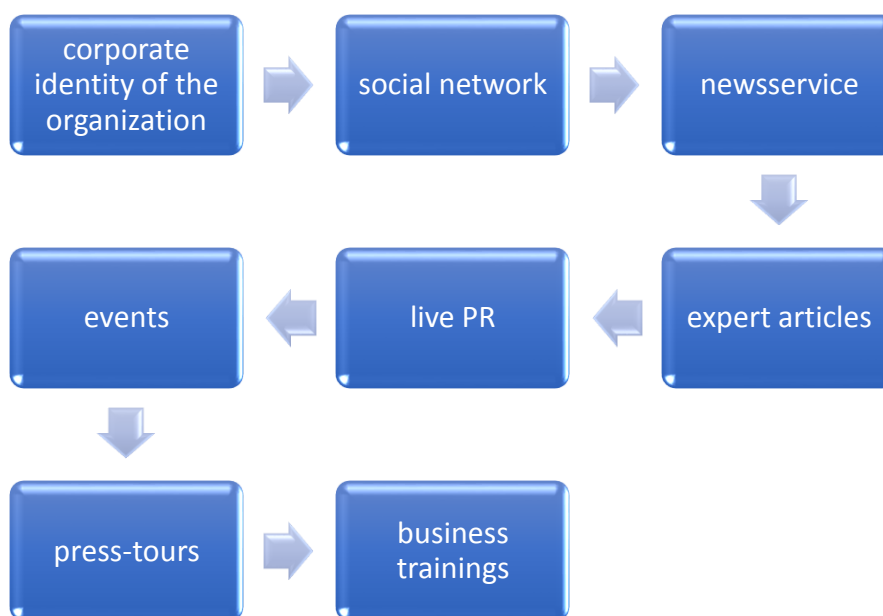 corporate
identity of the
organization
social network
newsservice
expert articles
live PR
events
press-tours
business
trainings